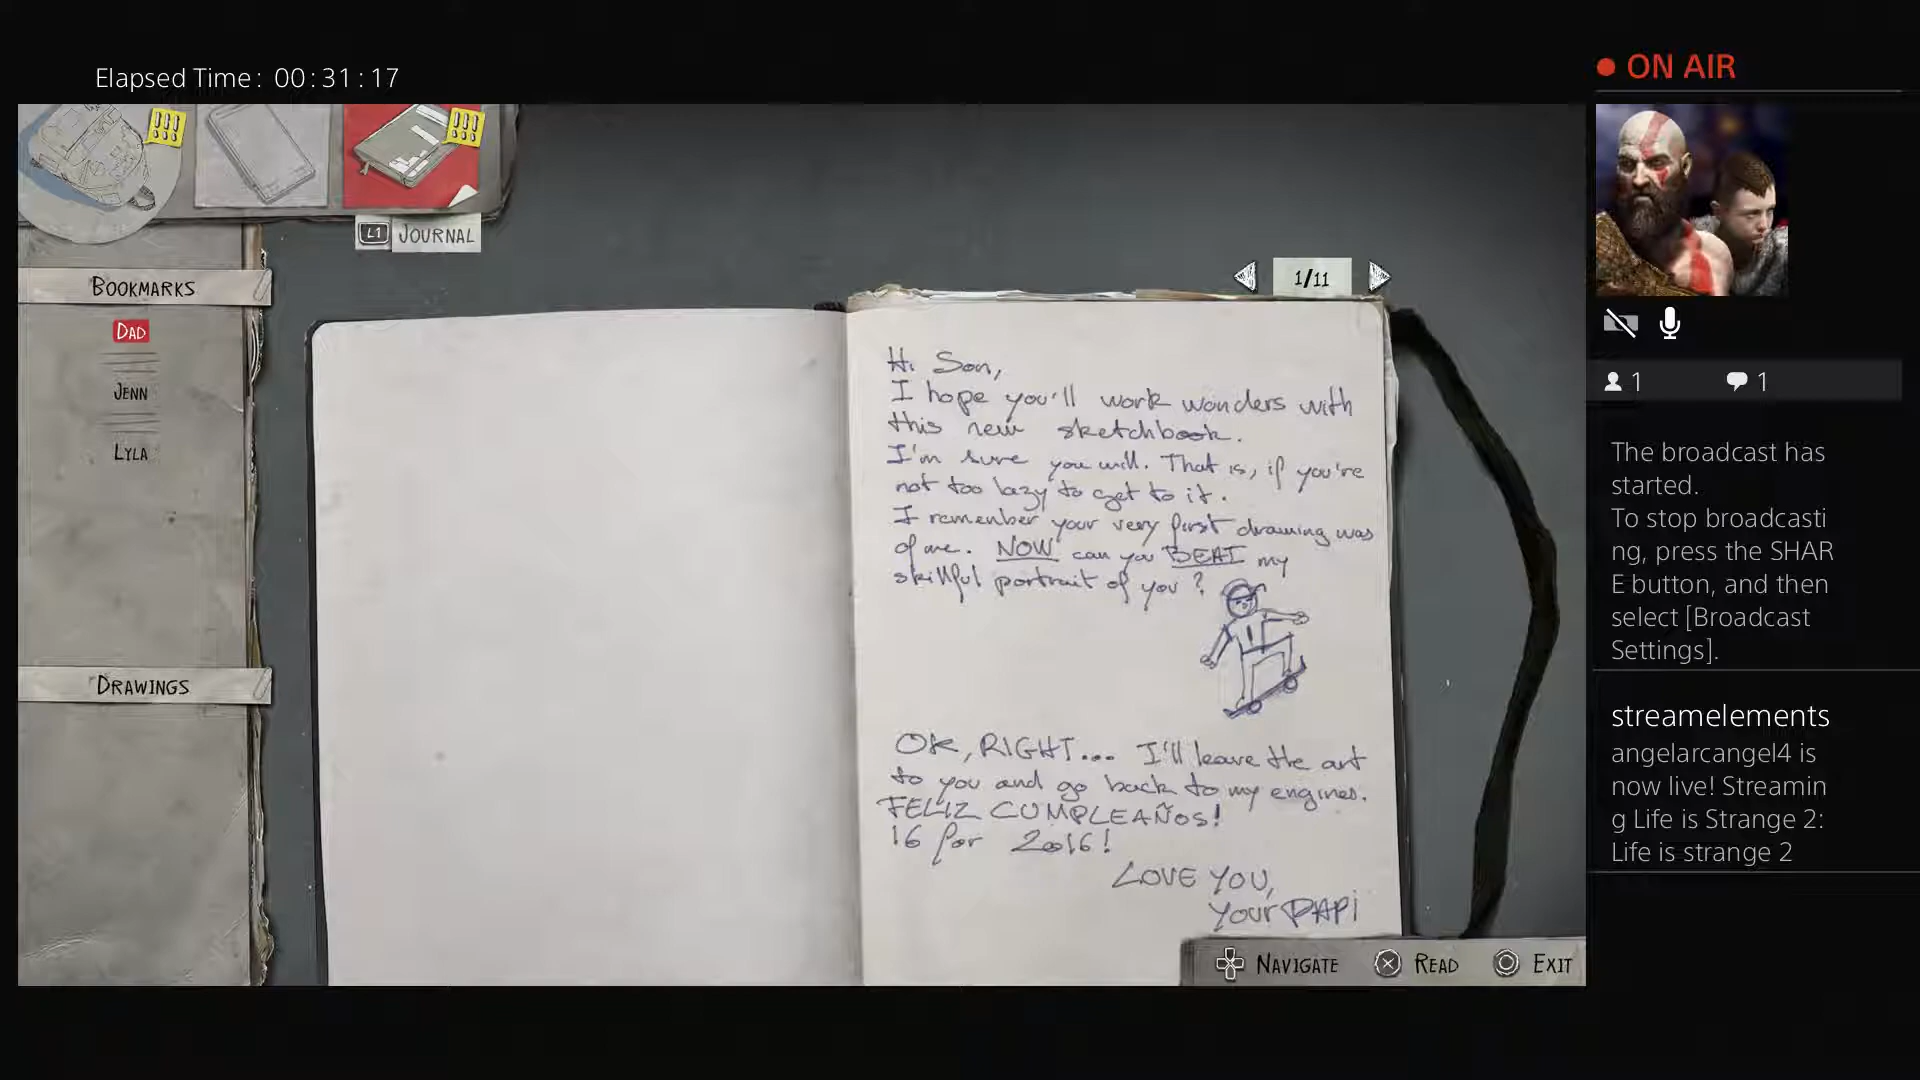 Elapsed Time: 00:31:17
ON AIR
L1 JOURNAL
BOOKMARKS
DAD
JENN
LYLA
DRAWINGS
1/11
Hi Son,
I hope you'll work wonders with
this new sketchbook.
I'm sure you will. That is, if you're
not too lazy to get to it.
I remember your very first drawing was
of me. NOW can you BEAT my
skillful portrait of you?
OK, RIGHT... I'll leave the art
to you and go back to my engines.
FELIZ CUMPLEAÑOS!
16 for 2016!
LOVE YOU,
Your PAPI
NAVIGATE READ EXIT
1 1
The broadcast has
started.
To stop broadcasti
ng, press the SHAR
E button, and then
select [Broadcast
Settings].
streamelements
angelarcangel4 is
now live! Streamin
g Life is Strange 2:
Life is strange 2